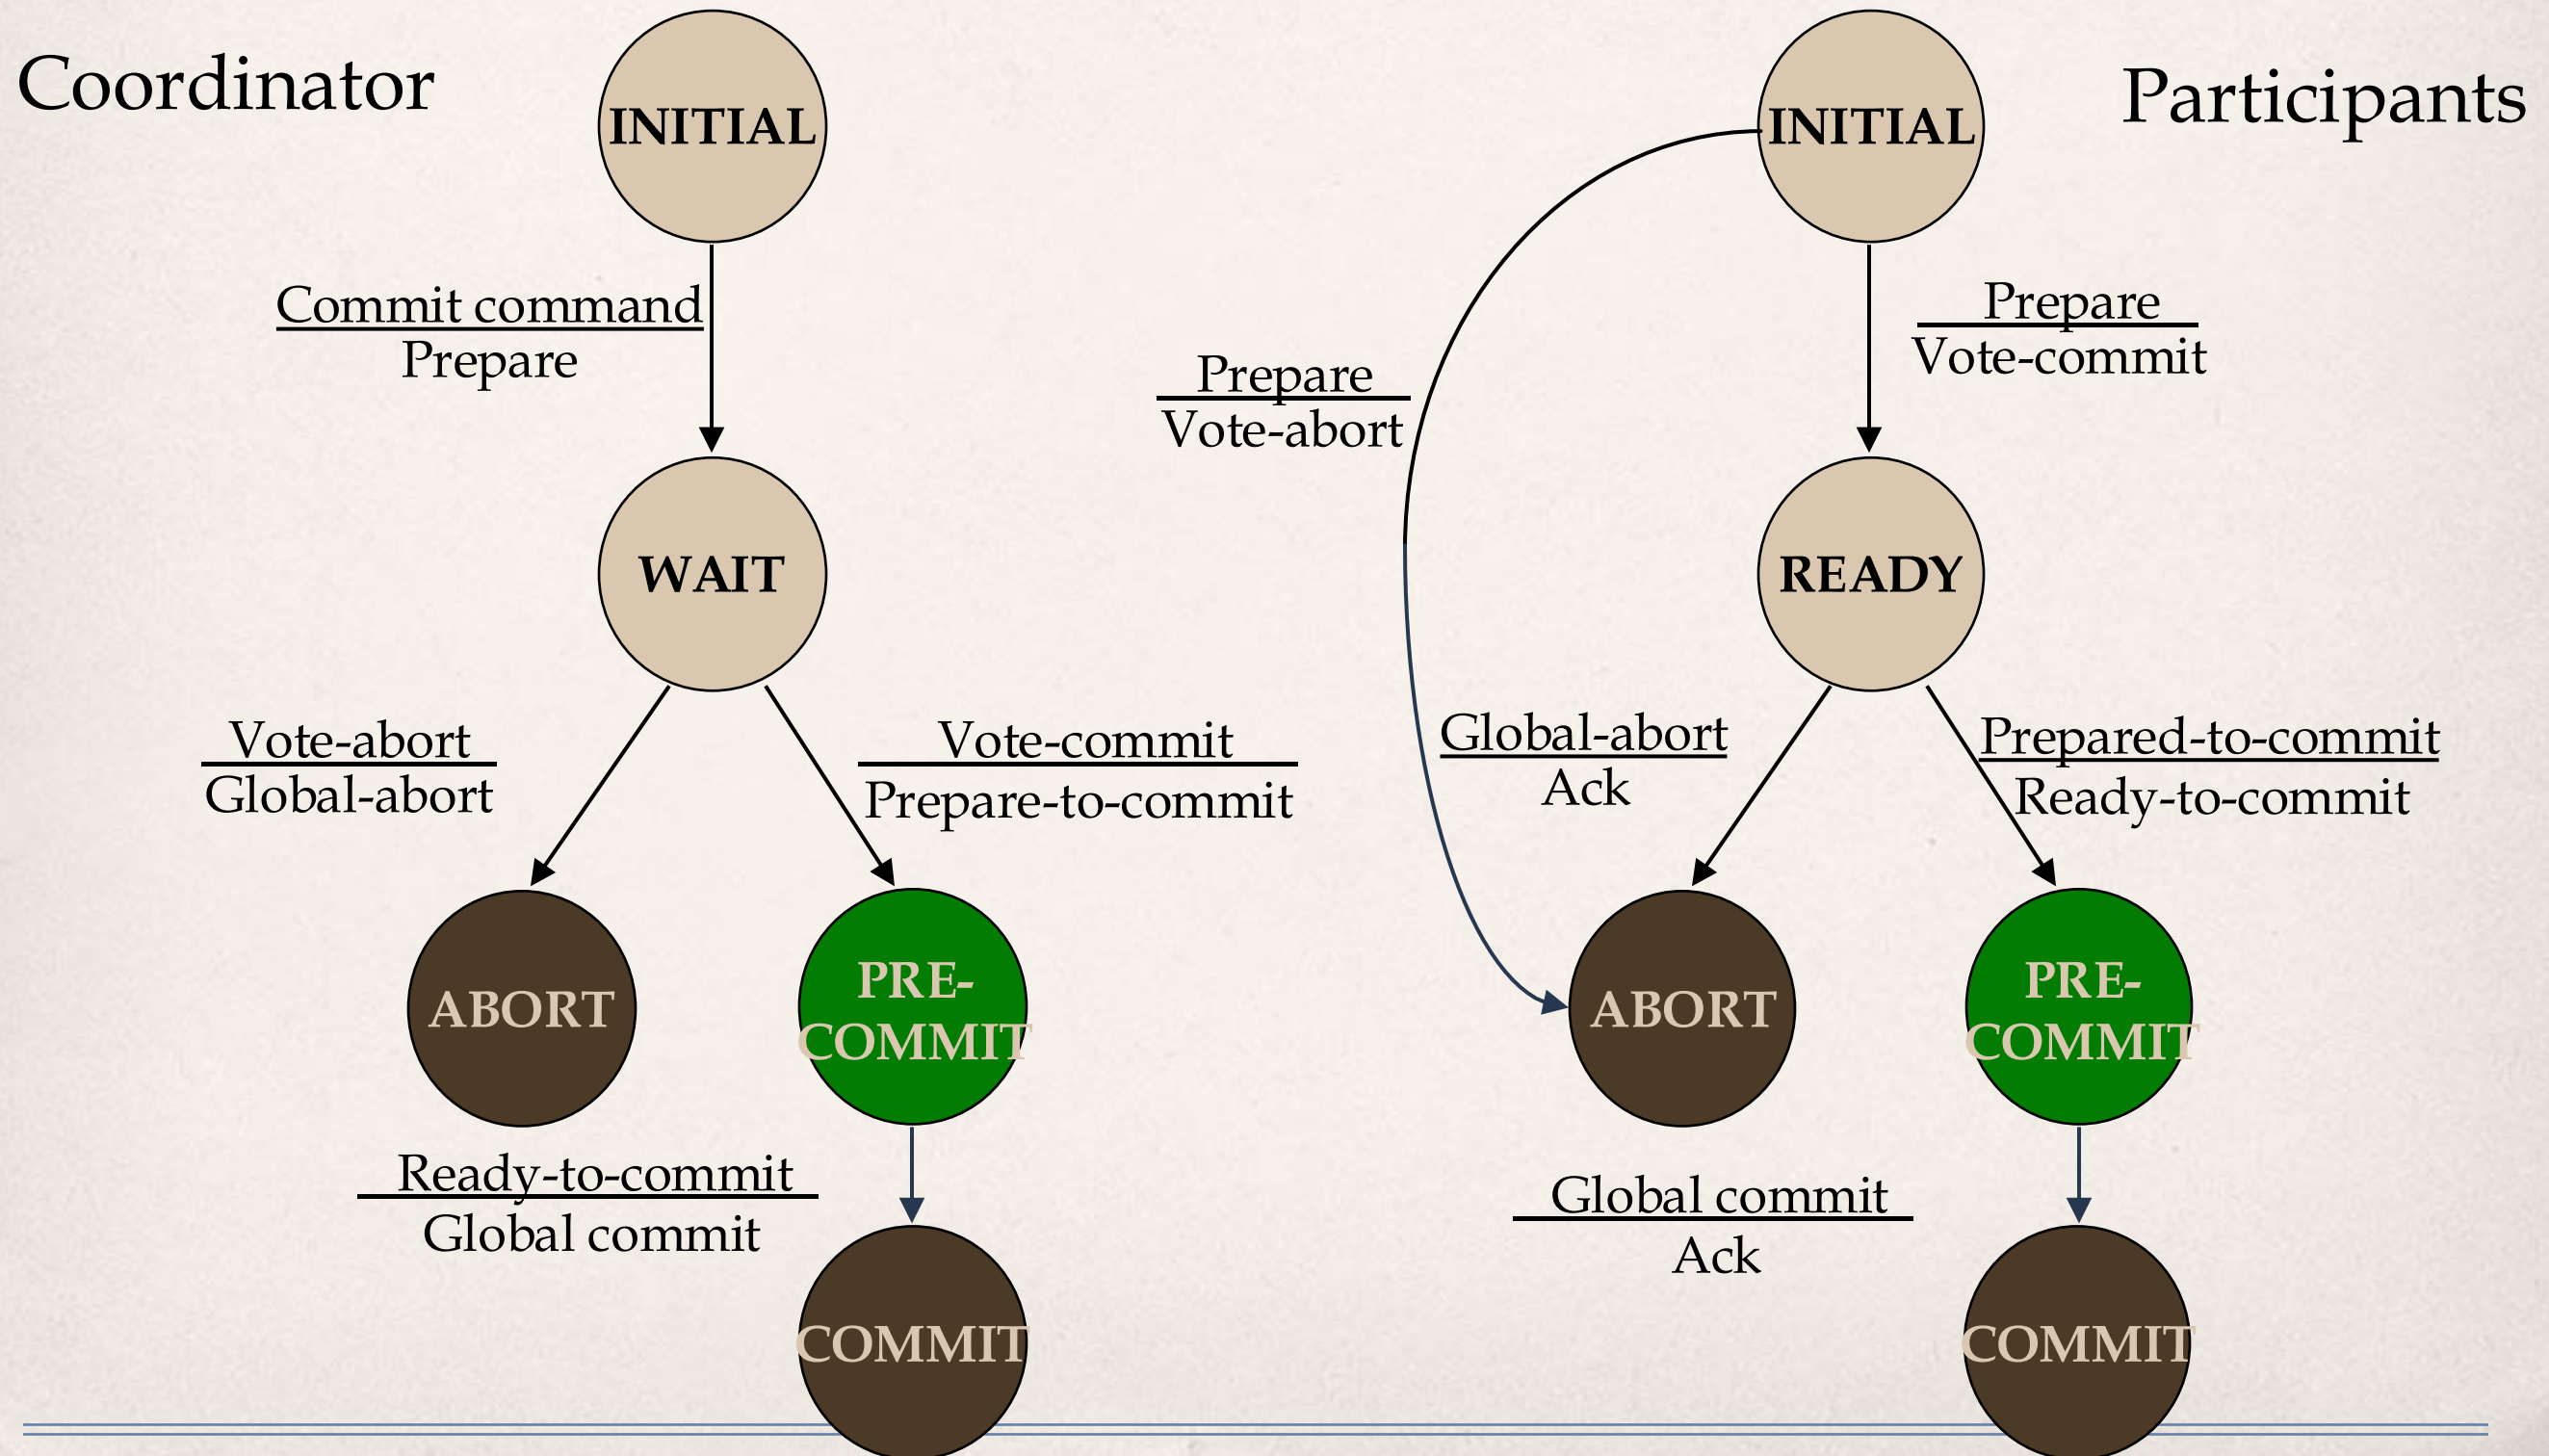 Coordinator
INITIAL
Commit command
Prepare
WAIT
Vote-abort
Global-abort
Vote-commit
Prepare-to-commit
ABORT
PRE-
COMMIT
Ready-to-commit
Global commit
COMMIT
Participants
INITIAL
Prepare
Vote-abort
Prepare
Vote-commit
READY
Global-abort
Ack
Prepared-to-commit
Ready-to-commit
ABORT
PRE-
COMMIT
Global commit
Ack
COMMIT